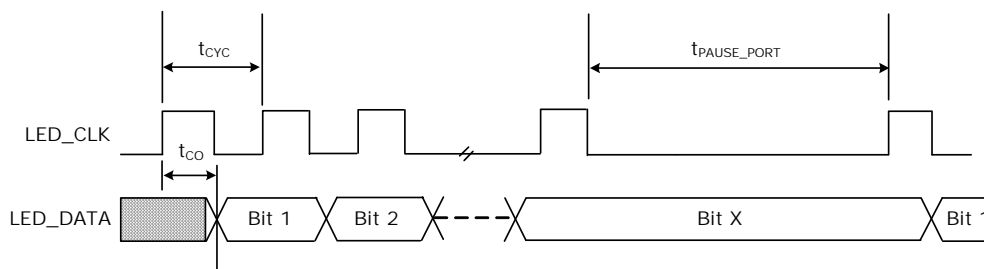 tCYC
tPAUSE_PORT
LED_CLK
tCO
LED_DATA
Bit 1
Bit 2
Bit X
Bit 1